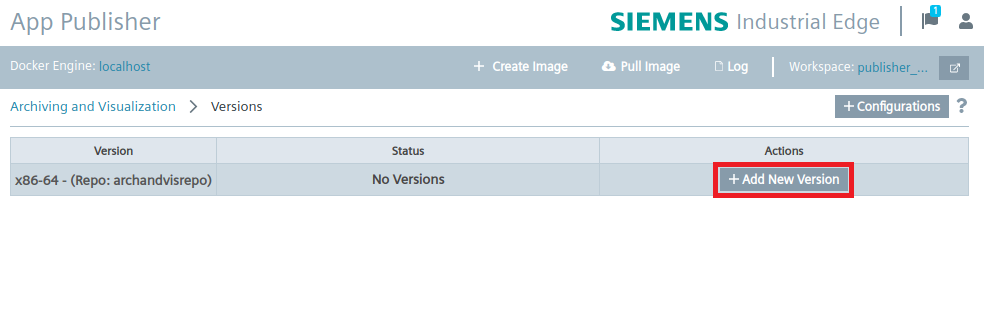 App Publisher
SIEMENS Industrial Edge
1
Docker Engine: localhost
Create Image
Pull Image
Log
Workspace: publisher_...
Archiving and Visualization > Versions
+ Configurations ?
Version Status Actions
x86-64 - (Repo: archandvisrepo) No Versions + Add New Version